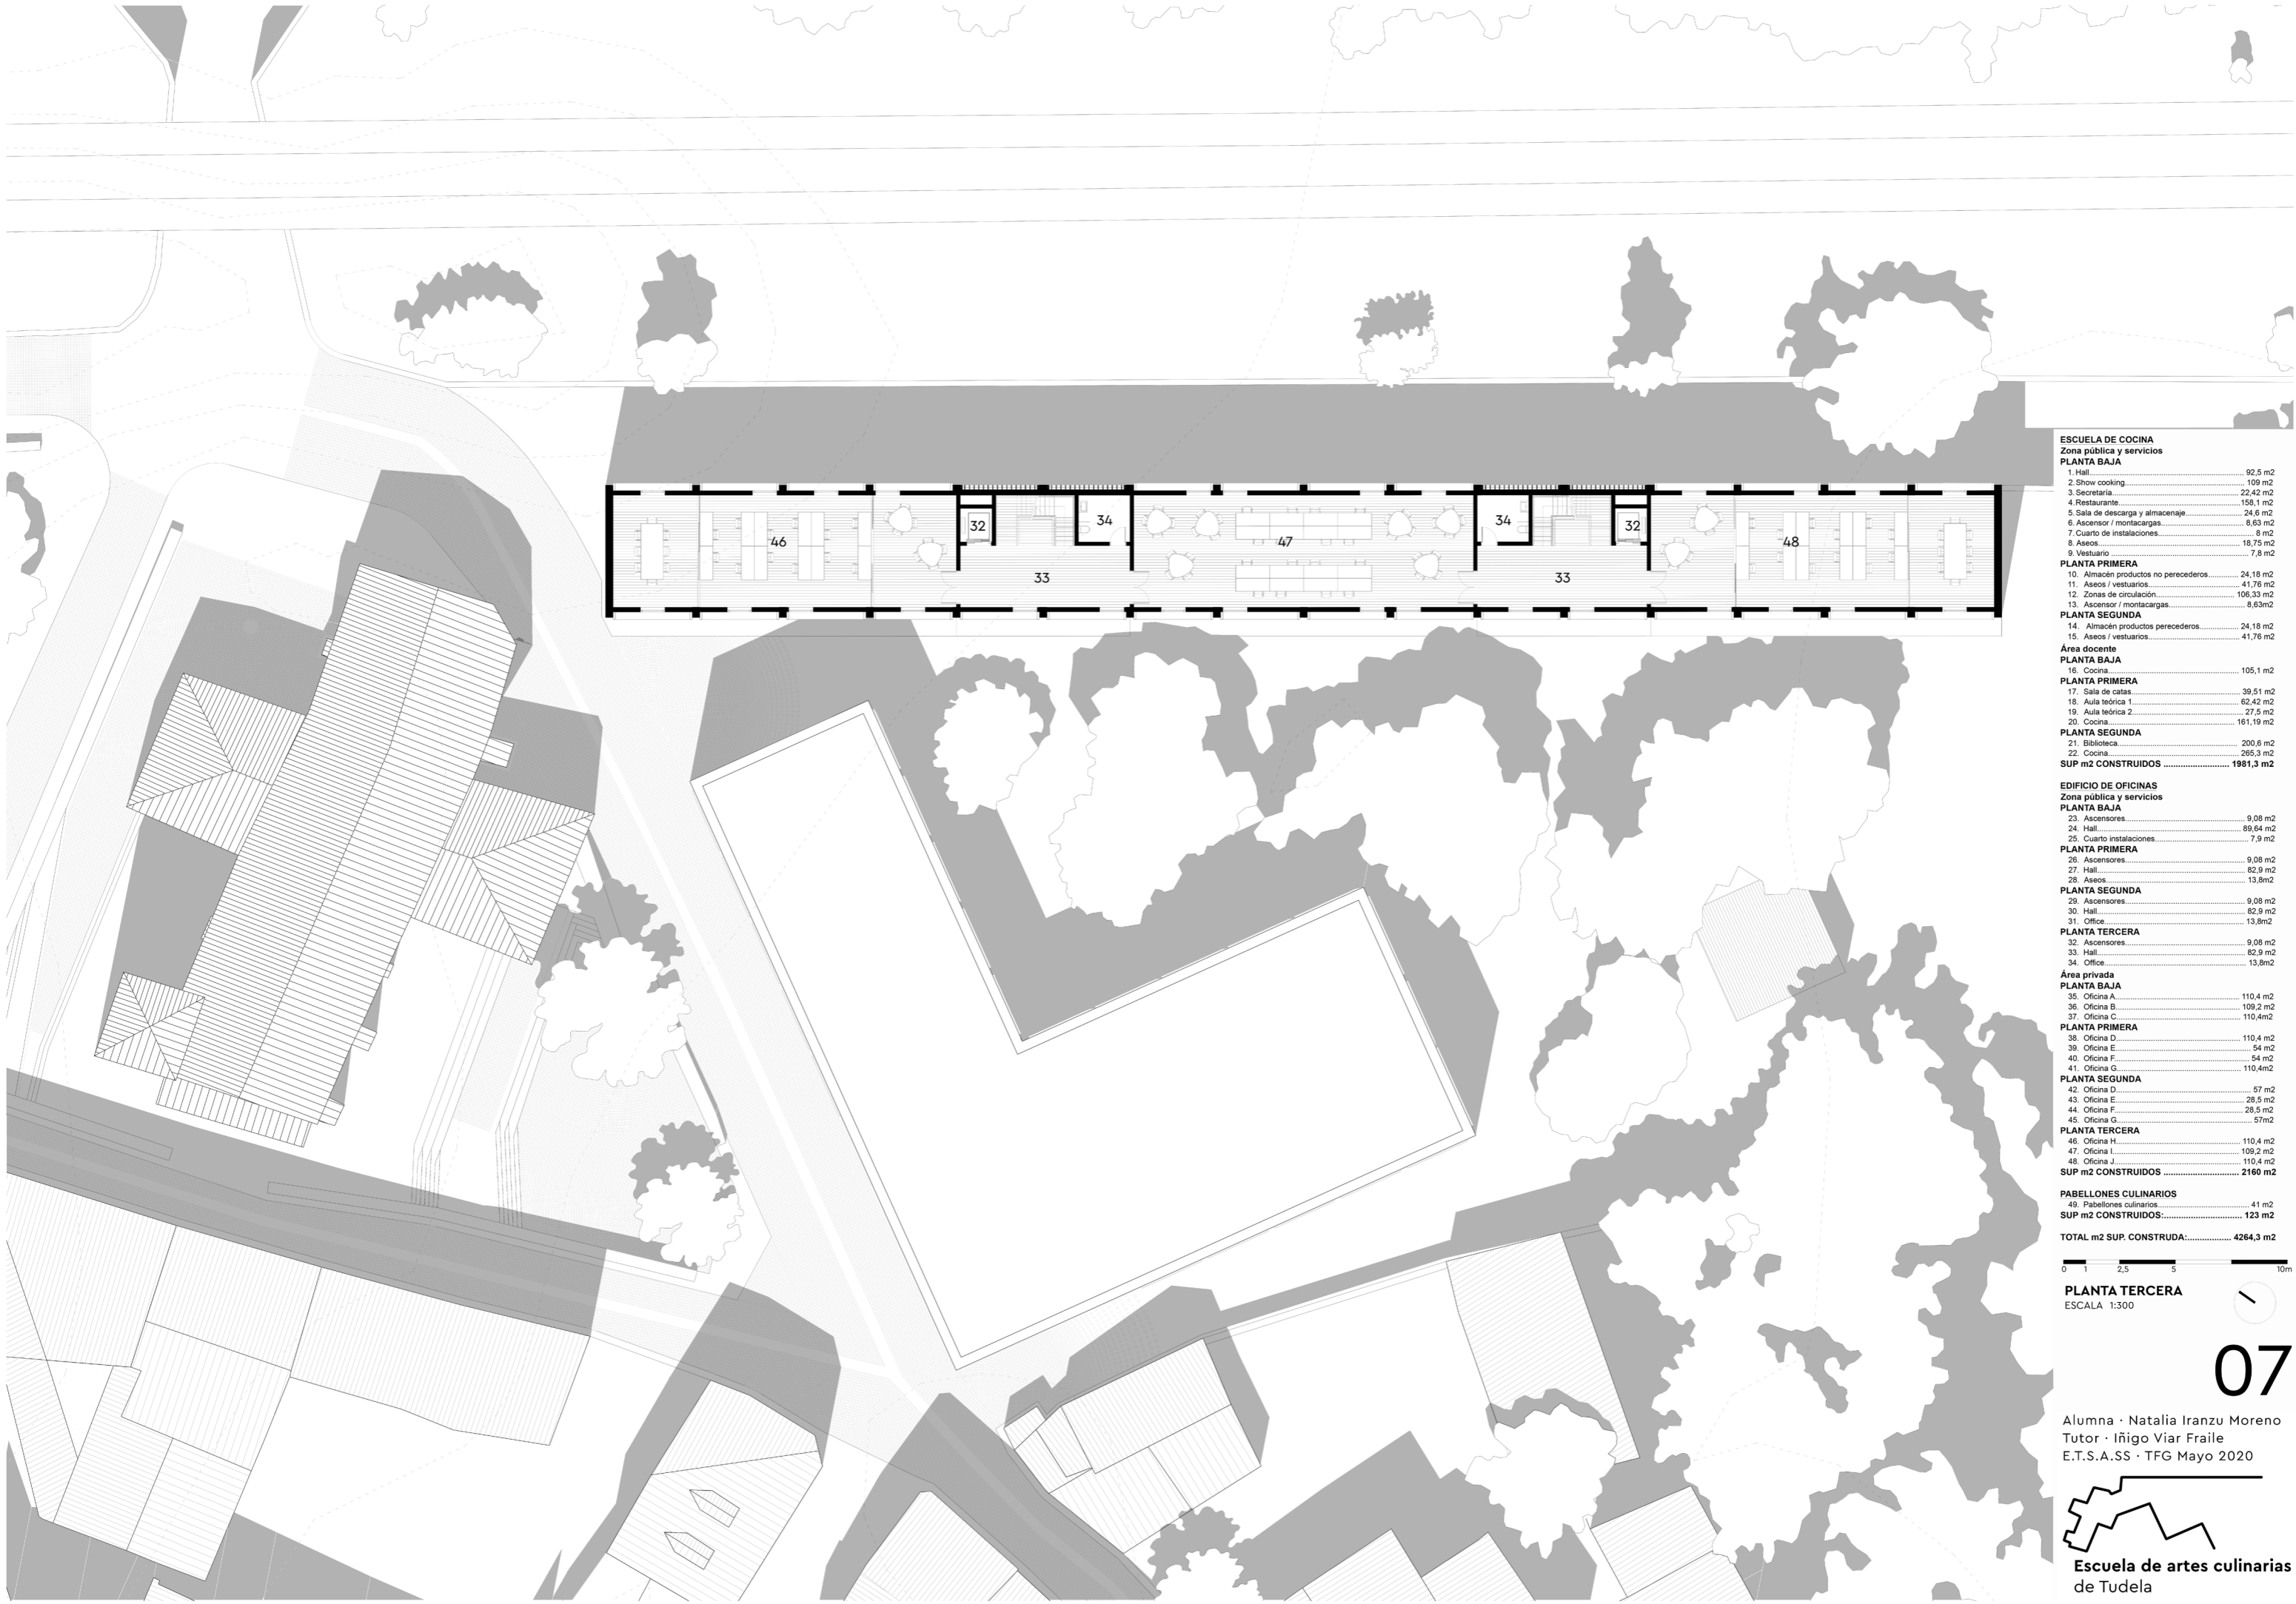 46
32
34
47
34
32
48
33
33
ESCUELA DE COCINA
Zona pública y servicios
PLANTA BAJA
1. Hall 92,5 m2
2. Show cooking 109 m2
3. Secretaría 22,42 m2
4. Restaurante 158,1 m2
5. Sala de descarga y almacenaje 24,6 m2
6. Ascensor / montacargas 8,63 m2
7. Cuarto de instalaciones 8 m2
8. Aseos 18,75 m2
9. Vestuario 7,8 m2
PLANTA PRIMERA
10. Almacén productos no perecederos 24,18 m2
11. Aseos / vestuarios 41,76 m2
12. Zonas de circulación 106,33 m2
13. Ascensor / montacargas 8,63m2
PLANTA SEGUNDA
14. Almacén productos perecederos 24,18 m2
15. Aseos / vestuarios 41,76 m2
Área docente
PLANTA BAJA
16. Cocina 105,1 m2
PLANTA PRIMERA
17. Sala de catas 39,51 m2
18. Aula teórica 1 62,42 m2
19. Aula teórica 2 27,5 m2
20. Cocina 161,19 m2
PLANTA SEGUNDA
21. Biblioteca 200,6 m2
22. Cocina 265,3 m2
SUP m2 CONSTRUIDOS 1981,3 m2
EDIFICIO DE OFICINAS
Zona pública y servicios
PLANTA BAJA
23. Ascensores 9,08 m2
24. Hall 89,64 m2
25. Cuarto instalaciones 7,9 m2
PLANTA PRIMERA
26. Ascensores 9,08 m2
27. Hall 82,9 m2
28. Aseos 13,8m2
PLANTA SEGUNDA
29. Ascensores 9,08 m2
30. Hall 82,9 m2
31. Office 13,8m2
PLANTA TERCERA
32. Ascensores 9,08 m2
33. Hall 82,9 m2
34. Office 13,8m2
Área privada
PLANTA BAJA
35. Oficina A 110,4 m2
36. Oficina B 109,2 m2
37. Oficina C 110,4m2
PLANTA PRIMERA
38. Oficina D 110,4 m2
39. Oficina E 54 m2
40. Oficina F 54 m2
41. Oficina G 110,4m2
PLANTA SEGUNDA
42. Oficina D 57 m2
43. Oficina E 28,5 m2
44. Oficina F 28,5 m2
45. Oficina G 57m2
PLANTA TERCERA
46. Oficina H 110,4 m2
47. Oficina I 109,2 m2
48. Oficina J 110,4 m2
SUP m2 CONSTRUIDOS 2160 m2
PABELLONES CULINARIOS
49. Pabellones culinarios 41 m2
SUP m2 CONSTRUIDOS: 123 m2
TOTAL m2 SUP. CONSTRUDA: 4264,3 m2
0 1 2,5 5 10m
PLANTA TERCERA
ESCALA 1:300
07
Alumna · Natalia Iranzu Moreno
Tutor · Iñigo Viar Fraile
E.T.S.A.SS · TFG Mayo 2020
Escuela de artes culinarias
de Tudela